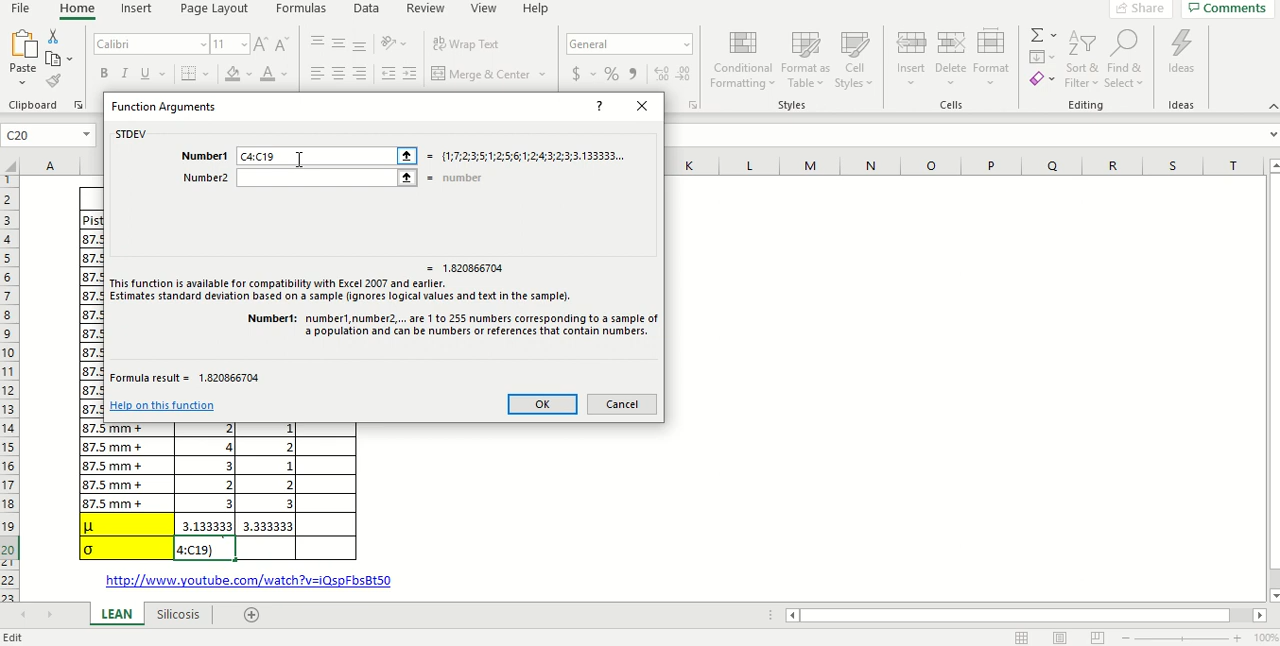 File Home Insert Page Layout Formulas Data Review View Help Share Comments
Calibri 11 Wrap Text General
Paste B I U Merge & Center $ % Conditional Formatting Format as Table Cell Styles Insert Delete Format Sort & Filter Find & Select Ideas
Clipboard Styles Cells Editing Ideas
Function Arguments ?
C20
STDEV
Number1 C4:C19 = {1;7;2;3;5;1;2;5;6;1;2;4;3;2;3;3.133333...
Number2 = number
A K L M N O P Q R S T
1
2
3 Pist
4 87.5
5 87.5
6 87.5
7 87.5
8 87.5
9 87.5
10 87.5
11 87.5
12 87.5
13 87.5
= 1.820866704
This function is available for compatibility with Excel 2007 and earlier.
Estimates standard deviation based on a sample (ignores logical values and text in the sample).
Number1: number1,number2,... are 1 to 255 numbers corresponding to a sample of
a population and can be numbers or references that contain numbers.
Formula result = 1.820866704
Help on this function OK Cancel
14 87.5 mm + 2 1
15 87.5 mm + 4 2
16 87.5 mm + 3 1
17 87.5 mm + 2 2
18 87.5 mm + 3 3
19 μ 3.133333 3.333333
20 σ 4:C19)
21
22 http://www.youtube.com/watch?v=iQspFbsBt50
23
LEAN Silicosis
Edit 100%